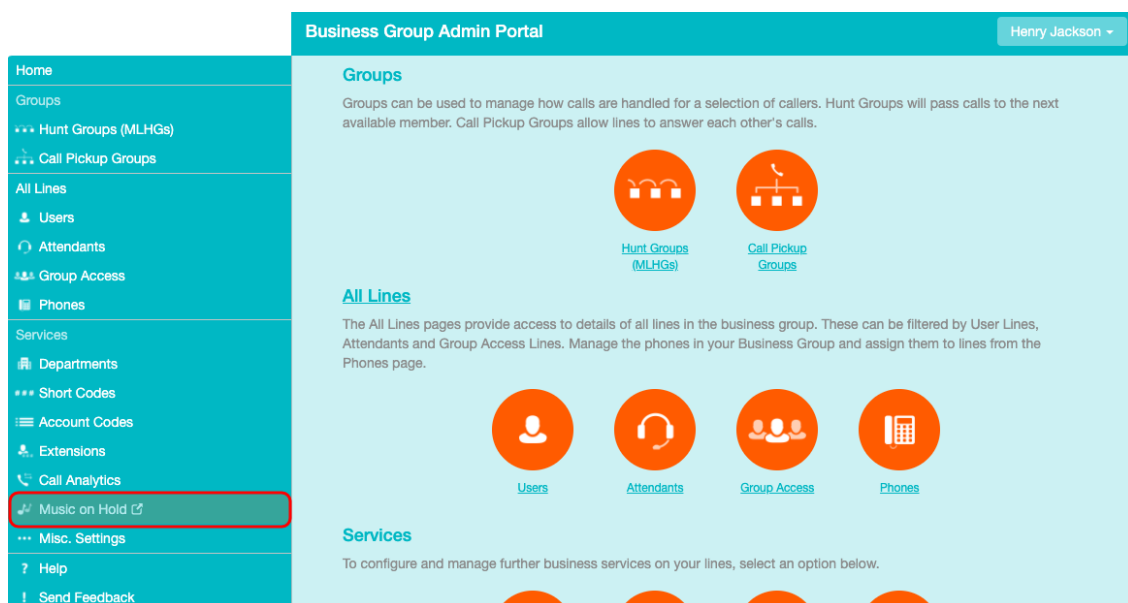 Business Group Admin Portal
Henry Jackson
Home
Groups
Hunt Groups (MLHGs)
Call Pickup Groups
All Lines
Users
Attendants
Group Access
Phones
Services
Departments
Short Codes
Account Codes
Extensions
Call Analytics
Music on Hold
Misc. Settings
? Help
! Send Feedback
Groups
Groups can be used to manage how calls are handled for a selection of callers. Hunt Groups will pass calls to the next
available member. Call Pickup Groups allow lines to answer each other's calls.
Hunt Groups
(MLHGs)
Call Pickup
Groups
All Lines
The All Lines pages provide access to details of all lines in the business group. These can be filtered by User Lines,
Attendants and Group Access Lines. Manage the phones in your Business Group and assign them to lines from the
Phones page.
Users
Attendants
Group Access
Phones
Services
To configure and manage further business services on your lines, select an option below.